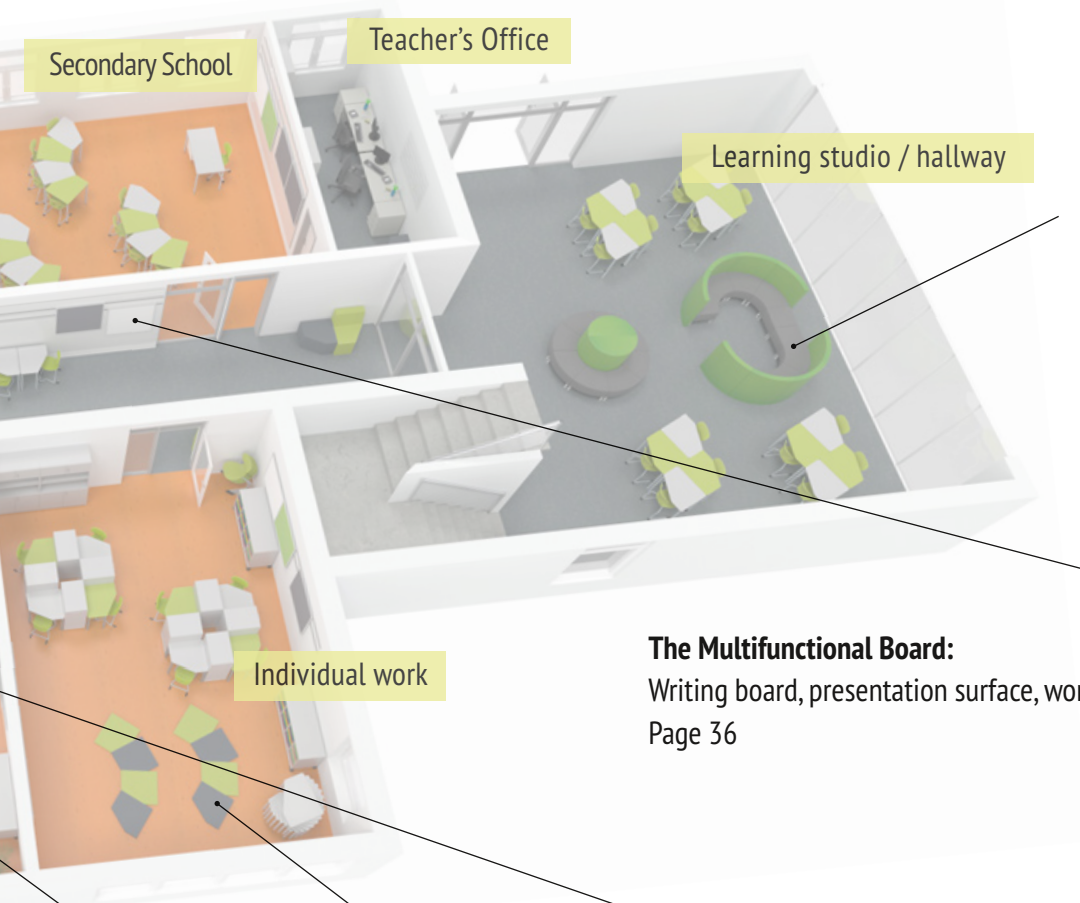 Teacher's Office
Secondary School
Learning studio / hallway
Individual work
The Multifunctional Board:
Writing board, presentation surface,
Page 36